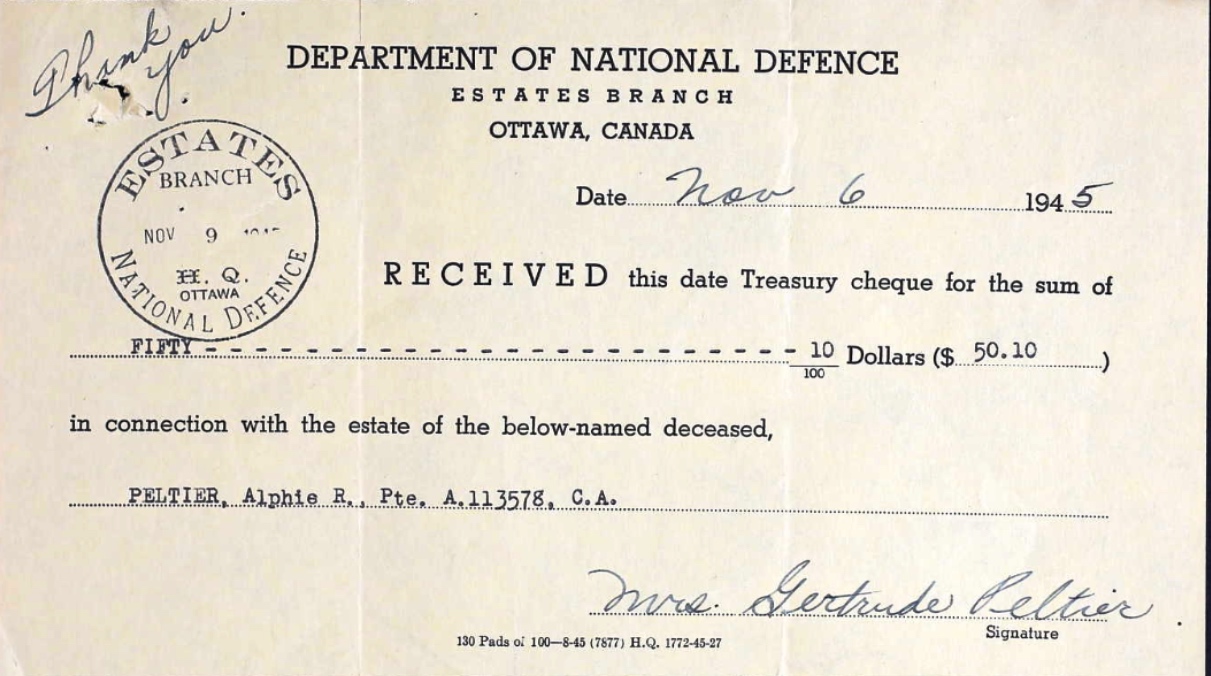 Thank
you.
DEPARTMENT OF NATIONAL DEFENCE
ESTATES BRANCH
OTTAWA, CANADA
Date Nov 6 1945
ESTATES
BRANCH
NOV 9
H. Q.
OTTAWA
NATIONAL DEFENCE
RECEIVED this date Treasury cheque for the sum of
FIFTY - - - - - - - - - - - - - - - - - - - - - - - - 10/100 Dollars ($ 50.10 )
in connection with the estate of the below-named deceased,
PELTIER, Alphie R., Pte. A.113578, C.A.
Mrs. Gertrude Peltier
Signature
130 Pads of 100—8-45 (7877) H.Q. 1772-45-27